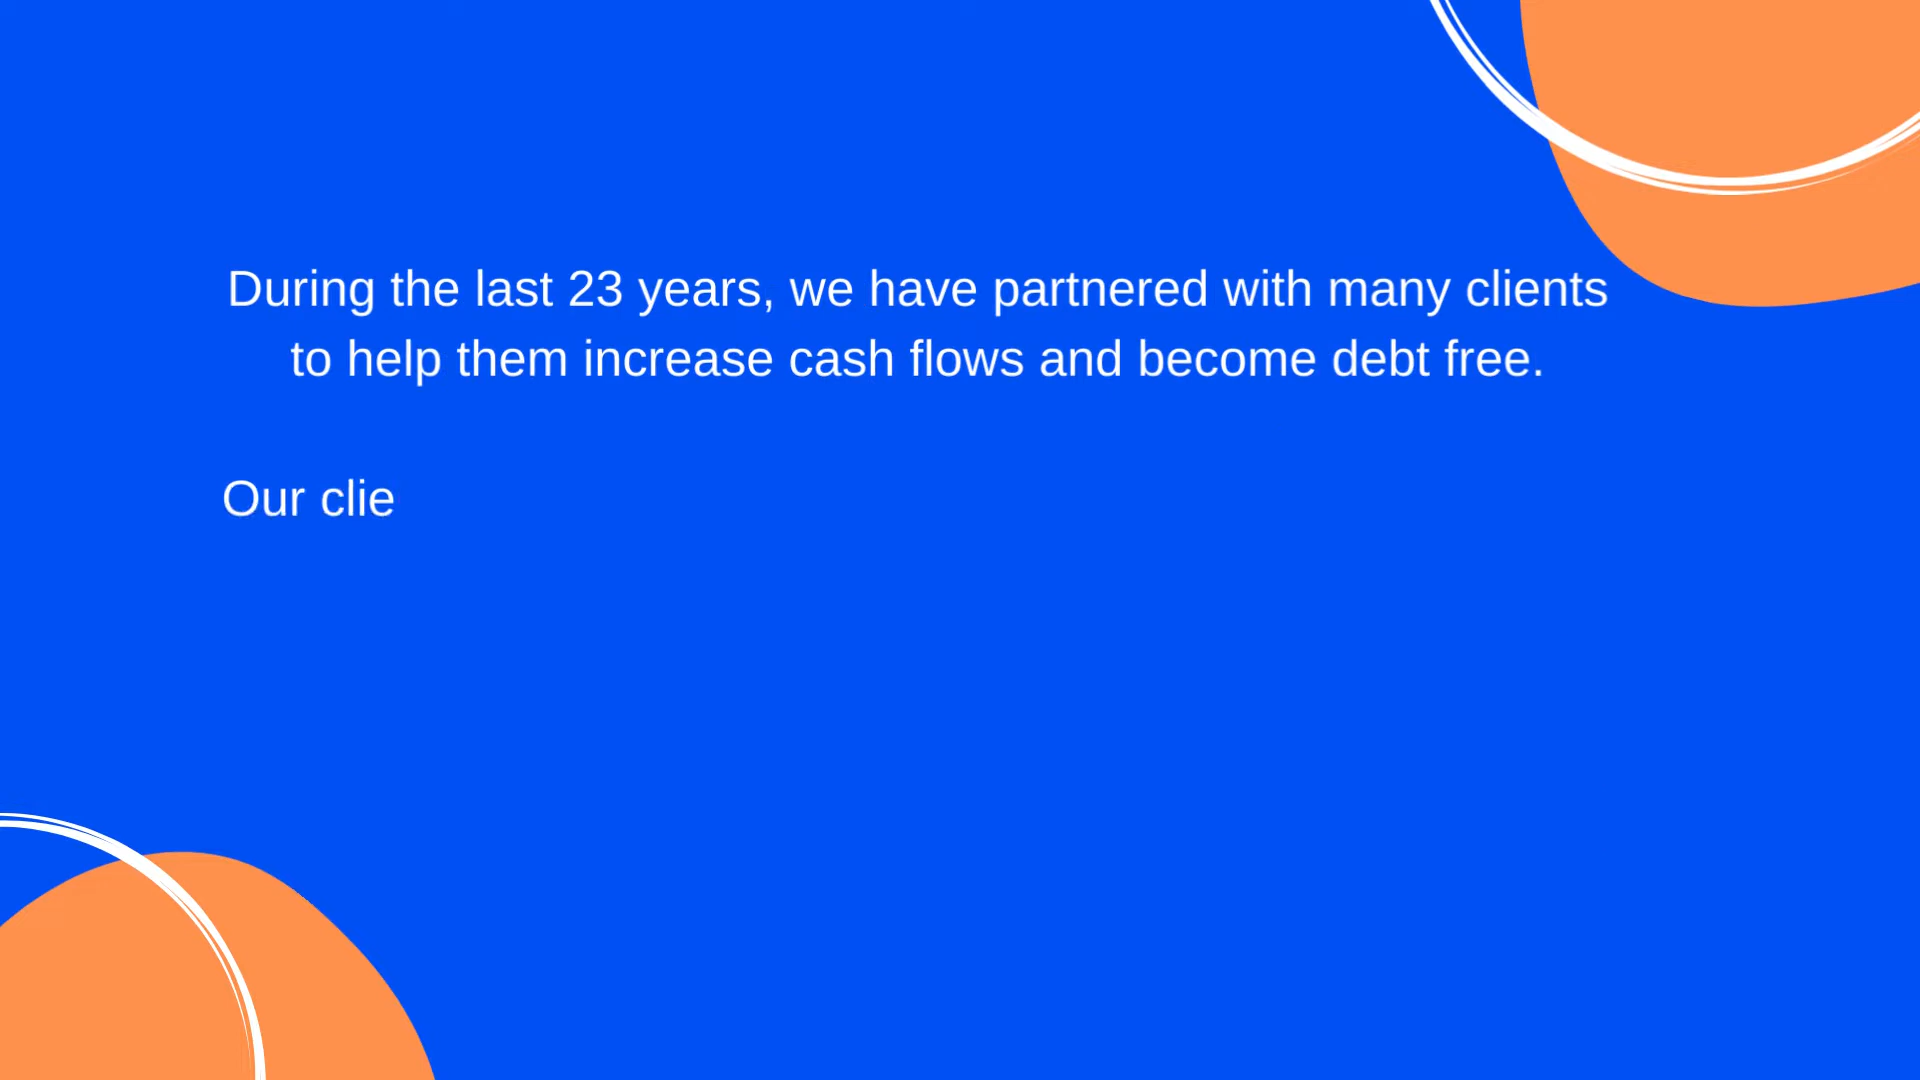 During the last 23 years, we have partnered with many clients
to help them increase cash flows and become debt free.
Our clie